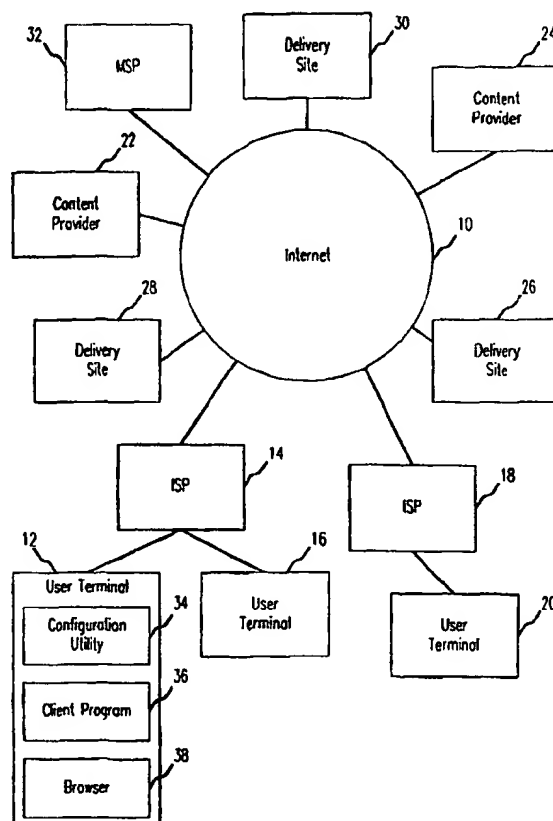 32
MSP
30
Delivery
Site
24
Content
Provider
22
Content
Provider
10
Internet
28
Delivery
Site
26
Delivery
Site
14
ISP
18
ISP
12
User Terminal
34
Configuration
Utility
36
Client Program
38
Browser
16
User
Terminal
20
User
Terminal